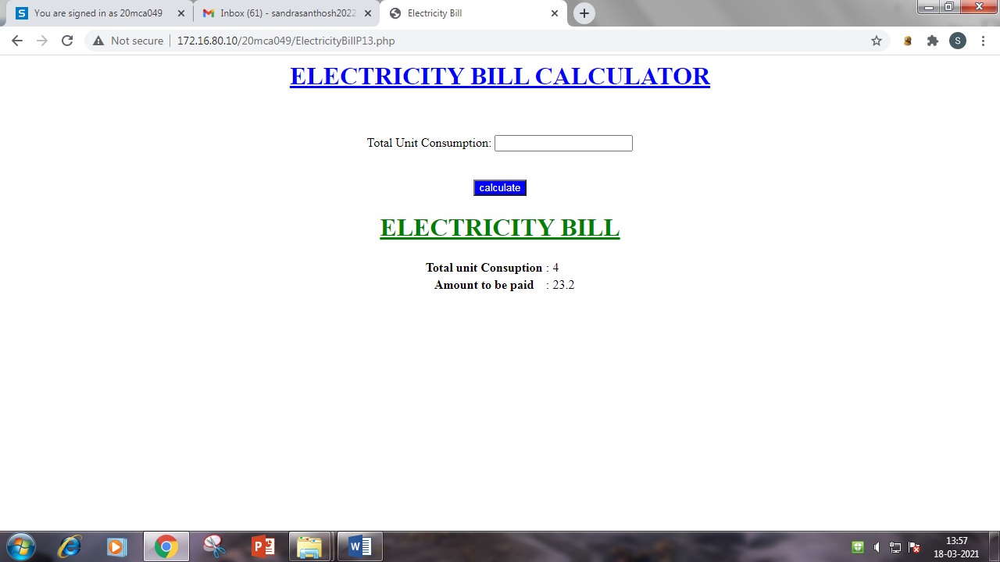 You are signed in as 20mca049
Inbox (61) - sandrasanthosh2022
Electricity Bill
Not secure
172.16.80.10/20mca049/ElectricityBillP13.php
S
ELECTRICITY BILL CALCULATOR
Total Unit Consumption:
calculate
ELECTRICITY BILL
Total unit Consuption : 4
Amount to be paid : 23.2
13:57
18-03-2021